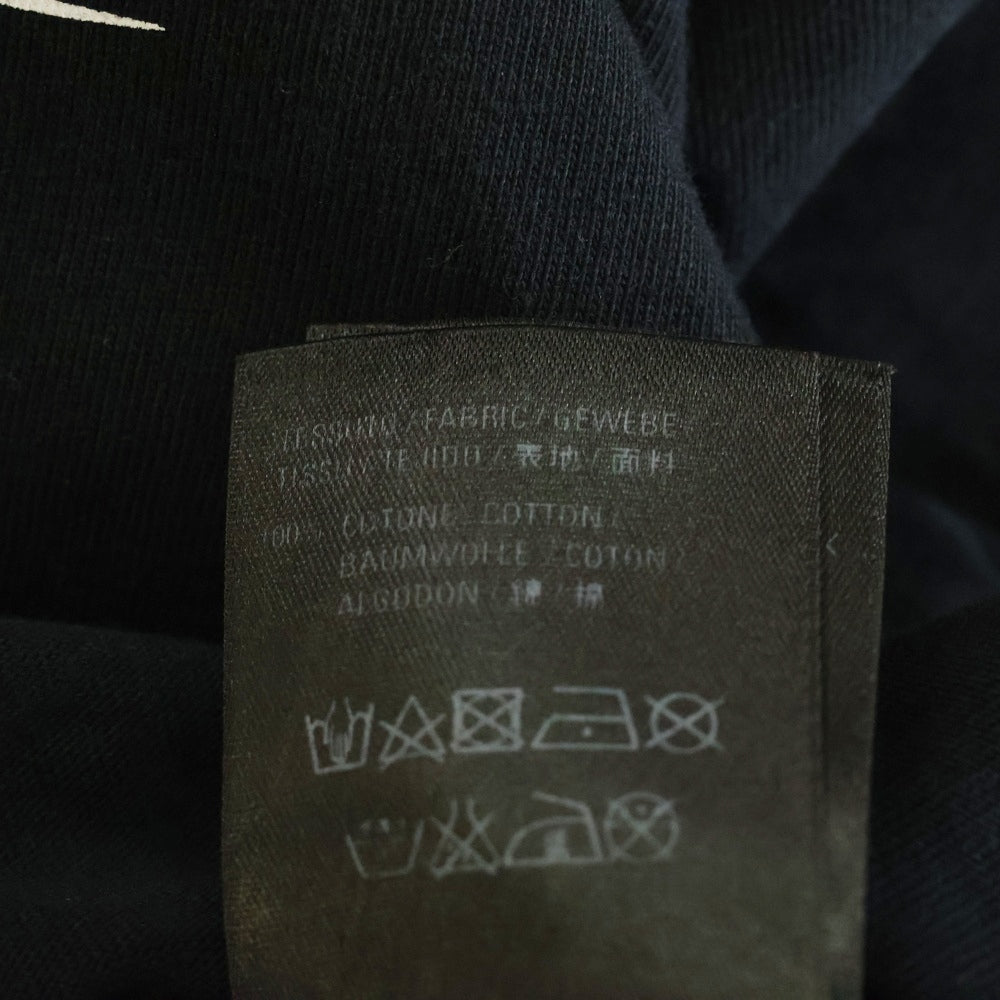 TESSUTO / FABRIC / GEWEBE
TISSU / TEJIDO / 表地 / 面料
100% COTONE / COTTON /
BAUMWOLLE / COTON /
ALGODON / 綿 / 棉